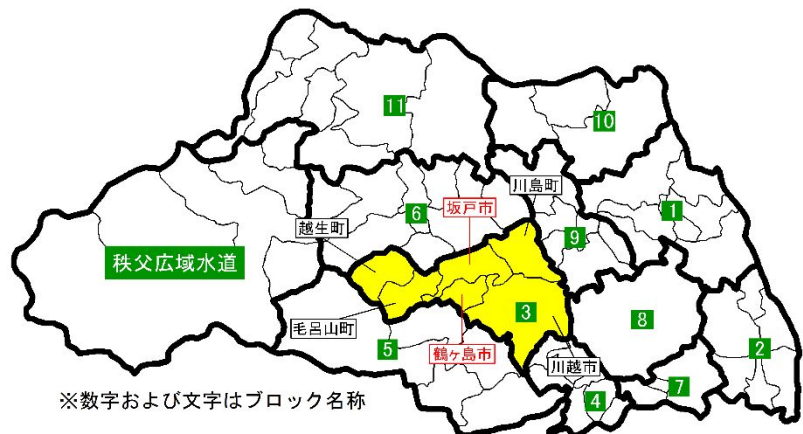 11
10
川島町
坂戸市
6
1
越生町
9
秩父広域水道
3
8
毛呂山町
5
鶴ヶ島市
川越市
2
7
4
※数字および文字はブロック名称